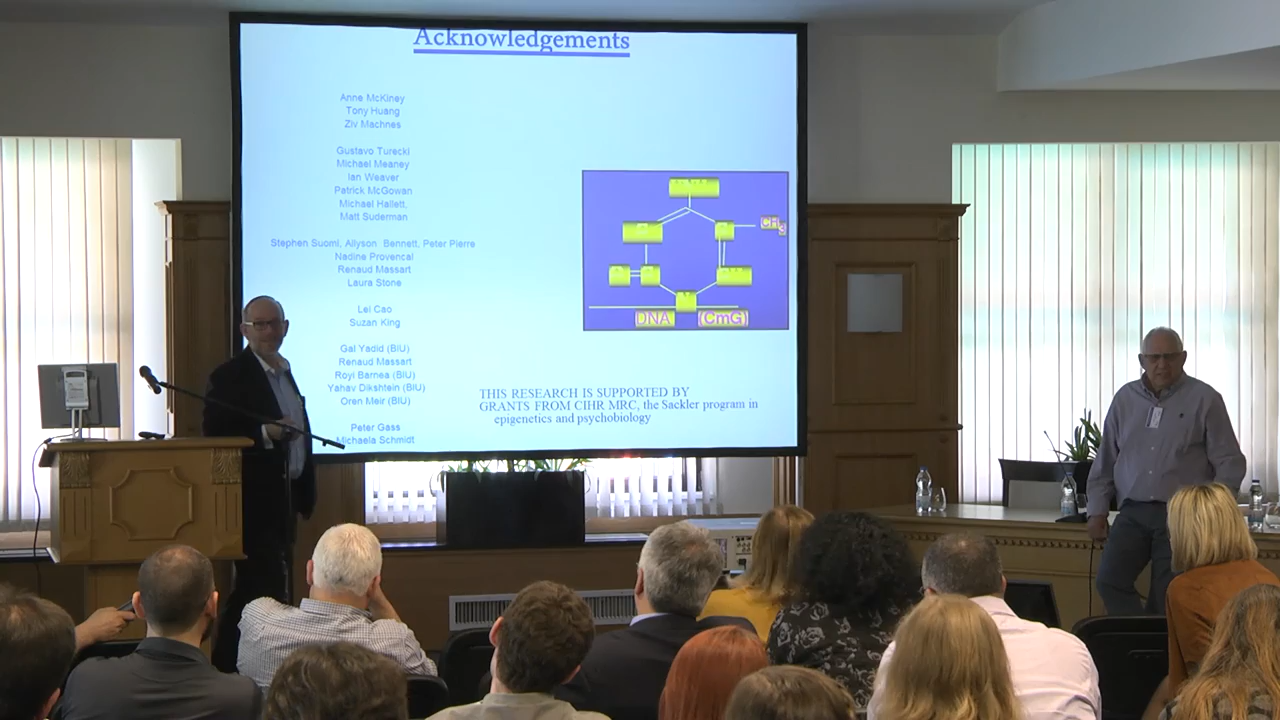 Acknowledgements
Anne McKiney
Tony Huang
Ziv Machnes
Gustavo Turecki
Michael Meaney
Ian Weaver
Patrick McGowan
Michael Hallett,
Matt Suderman
Stephen Suomi, Allyson Bennett, Peter Pierre
Nadine Provencal
Renaud Massart
Laura Stone
Lei Cao
Suzan King
Gal Yadid (BIU)
Renaud Massart
Royi Barnea (BIU)
Yahav Dikshtein (BIU)
Oren Meir (BIU)
Peter Gass
Michaela Schmidt
CH3
DNA (CmG)
THIS RESEARCH IS SUPPORTED BY
GRANTS FROM CIHR MRC, the Sackler program in
epigenetics and psychobiology